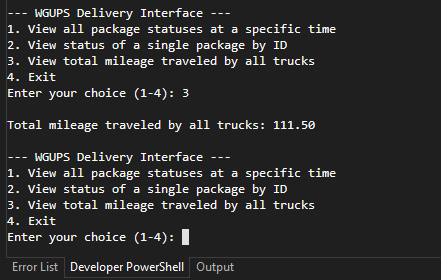 --- WGUPS Delivery Interface ---
1. View all package statuses at a specific time
2. View status of a single package by ID
3. View total mileage traveled by all trucks
4. Exit
Enter your choice (1-4): 3
Total mileage traveled by all trucks: 111.50
--- WGUPS Delivery Interface ---
1. View all package statuses at a specific time
2. View status of a single package by ID
3. View total mileage traveled by all trucks
4. Exit
Enter your choice (1-4):
Error List Developer PowerShell Output